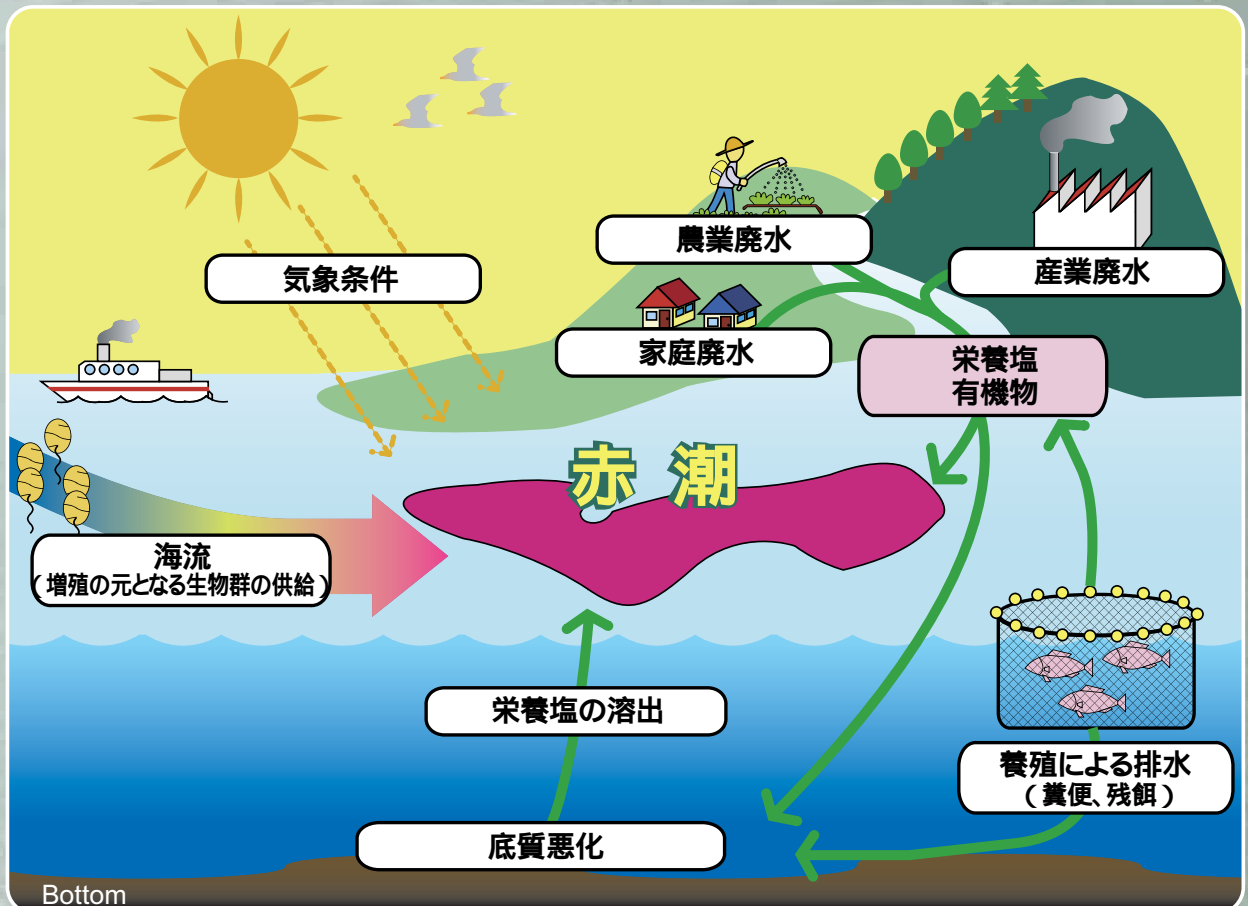 農業廃水
産業廃水
気象条件
家庭廃水
栄養塩
有機物
赤潮
海流
(増殖の元となる生物群の供給)
栄養塩の溶出
養殖による排水
(糞便、残餌)
底質悪化
Bottom